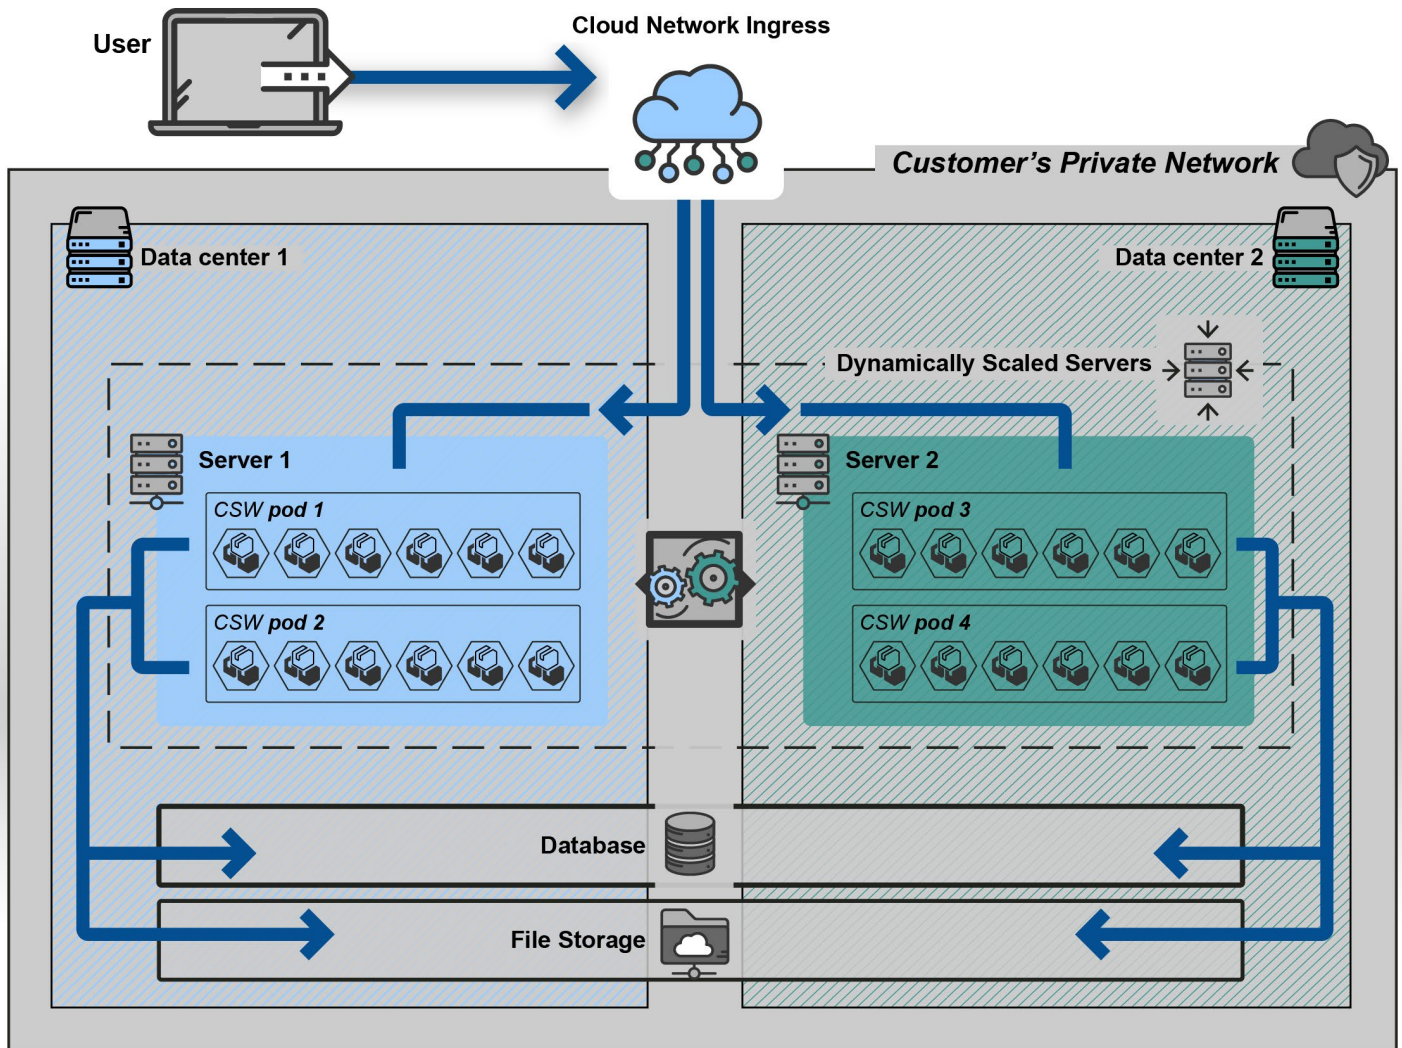 User
Cloud Network Ingress
Customer’s Private Network
Data center 1
Data center 2
Dynamically Scaled Servers
Server 1
Server 2
CSW pod 1
CSW pod 3
CSW pod 2
CSW pod 4
Database
File Storage